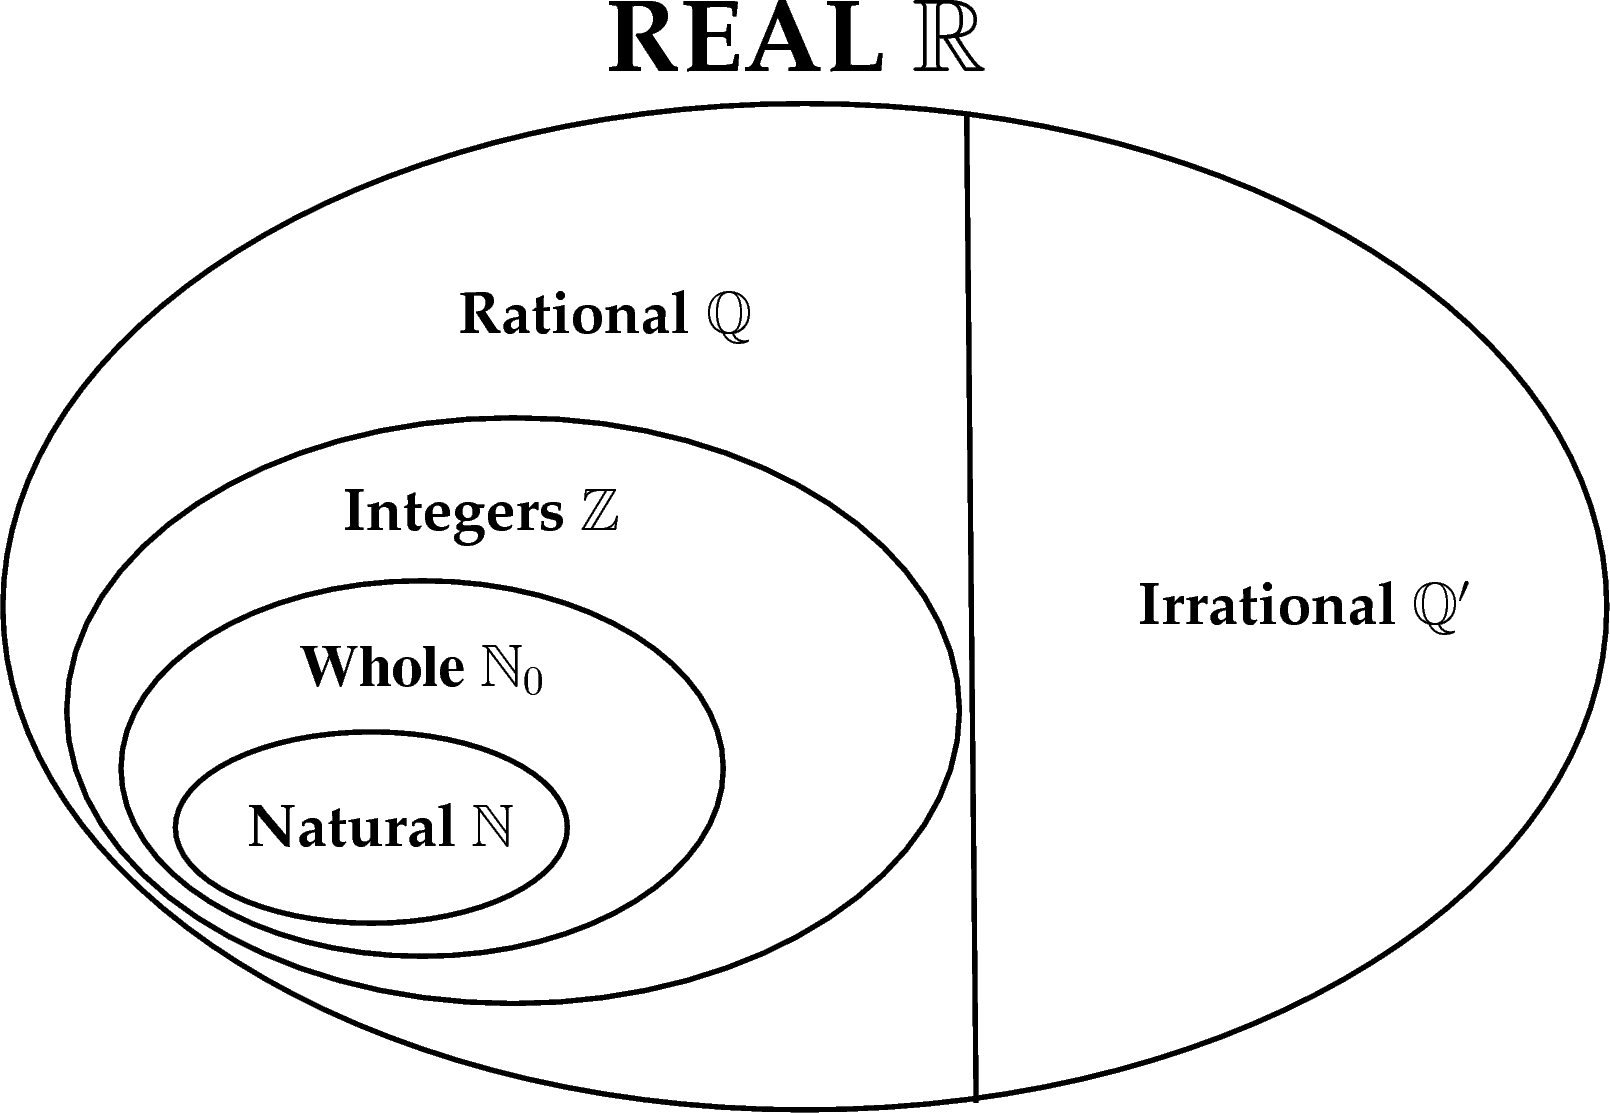 REAL ℝ
Rational ℚ
Integers ℤ
Irrational ℚ′
Whole ℕ₀
Natural ℕ